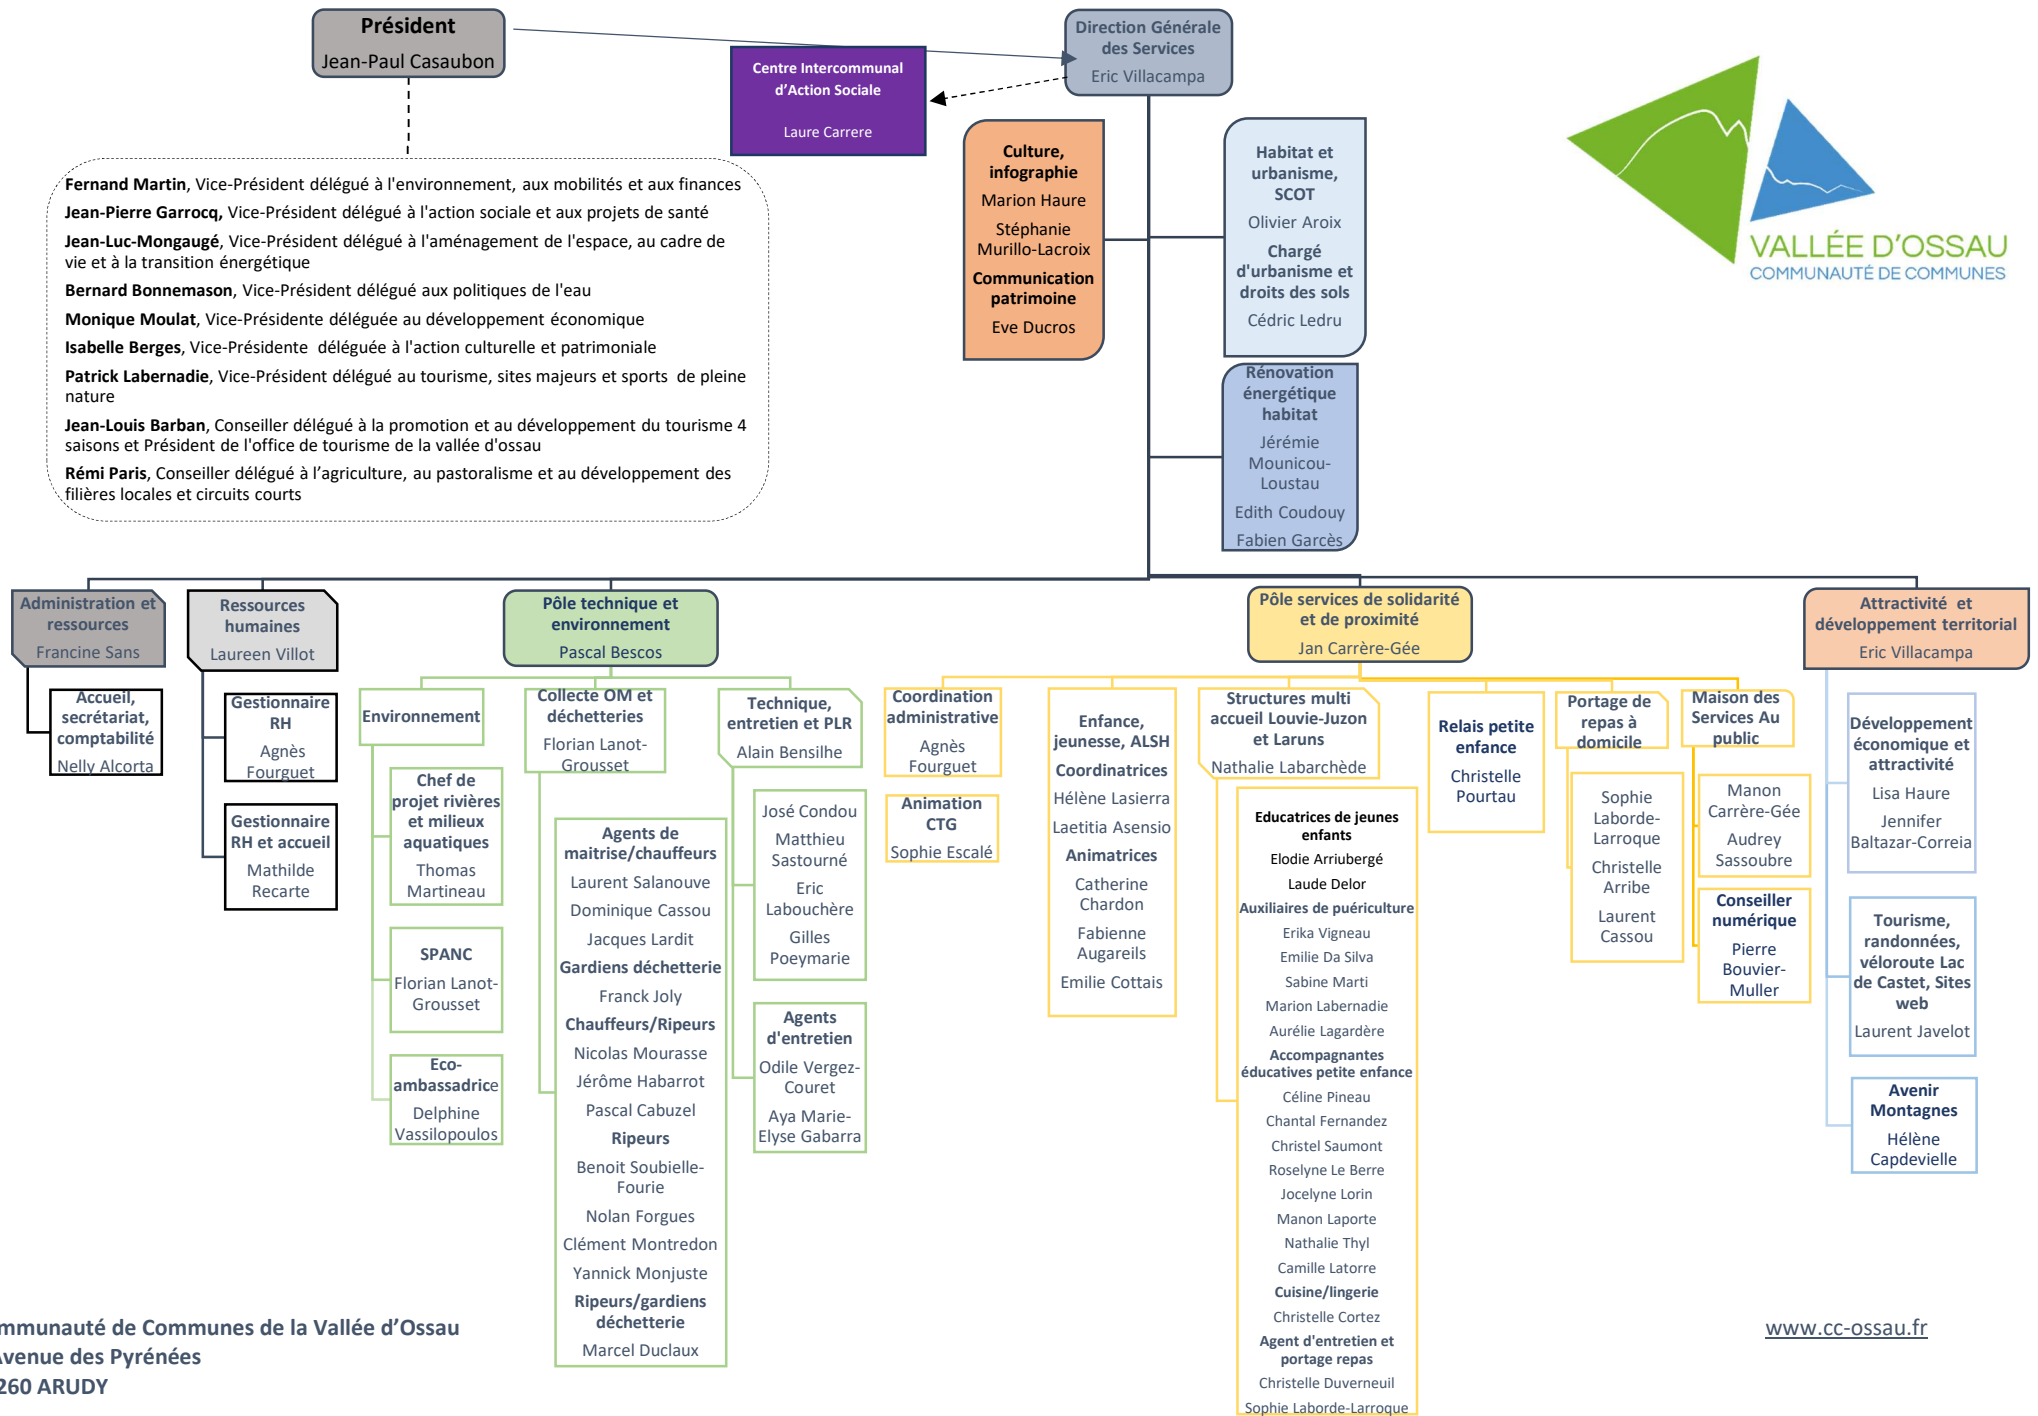 Président
Jean-Paul Casaubon
Direction Générale
des Services
Eric Villacampa
Centre Intercommunal
d'Action Sociale
Laure Carrere
VALLÉE D'OSSAU
COMMUNAUTÉ DE COMMUNES
Fernand Martin, Vice-Président délégué à l'environnement, aux mobilités et aux finances
Jean-Pierre Garrocq, Vice-Président délégué à l'action sociale et aux projets de santé
Jean-Luc-Mongaugé, Vice-Président délégué à l'aménagement de l'espace, au cadre de
vie et à la transition énergétique
Bernard Bonnemason, Vice-Président délégué aux politiques de l'eau
Monique Moulat, Vice-Présidente déléguée au développement économique
Isabelle Berges, Vice-Présidente déléguée à l'action culturelle et patrimoniale
Patrick Labernadie, Vice-Président délégué au tourisme, sites majeurs et sports de pleine
nature
Jean-Louis Barban, Conseiller délégué à la promotion et au développement du tourisme 4
saisons et Président de l'office de tourisme de la vallée d'ossau
Rémi Paris, Conseiller délégué à l'agriculture, au pastoralisme et au développement des
filières locales et circuits courts
Culture,
infographie
Marion Haure
Stéphanie
Murillo-Lacroix
Communication
patrimoine
Eve Ducros
Habitat et
urbanisme,
SCOT
Olivier Aroix
Chargé
d'urbanisme et
droits des sols
Cédric Ledru
Rénovation
énergétique
habitat
Jérémie
Mounicou-
Loustau
Edith Coudouy
Fabien Garcès
Administration et
ressources
Francine Sans
Accueil,
secrétariat,
comptabilité
Nelly Alcorta
Ressources
humaines
Laureen Villot
Gestionnaire
RH
Agnès
Fourguet
Gestionnaire
RH et accueil
Mathilde
Recarte
Pôle technique et
environnement
Pascal Bescos
Environnement
Chef de
projet rivières
et milieux
aquatiques
Thomas
Martineau
SPANC
Florian Lanot-
Grousset
Eco-
ambassadrice
Delphine
Vassilopoulos
Collecte OM et
déchetteries
Florian Lanot-
Grousset
Agents de
maitrise/chauffeurs
Laurent Salanouve
Dominique Cassou
Jacques Lardit
Gardiens déchetterie
Franck Joly
Chauffeurs/Ripeurs
Nicolas Mourasse
Jérôme Habarrot
Pascal Cabuzel
Ripeurs
Benoit Soubielle-
Fourie
Nolan Forgues
Clément Montredon
Yannick Monjuste
Ripeurs/gardiens
déchetterie
Marcel Duclaux
Technique,
entretien et PLR
Alain Bensilhe
José Condou
Matthieu
Sastourné
Eric
Labouchère
Gilles
Poeymarie
Agents
d'entretien
Odile Vergez-
Couret
Aya Marie-
Elyse Gabarra
Pôle services de solidarité
et de proximité
Jan Carrère-Gée
Coordination
administrative
Agnès
Fourguet
Animation
CTG
Sophie Escalé
Enfance,
jeunesse, ALSH
Coordinatrices
Hélène Lasierra
Laetitia Asensio
Animatrices
Catherine
Chardon
Fabienne
Augareils
Emilie Cottais
Structures multi
accueil Louvie-Juzon
et Laruns
Nathalie Labarchède
Educatrices de jeunes
enfants
Elodie Arriubergé
Laude Delor
Auxiliaires de puériculture
Erika Vigneau
Emilie Da Silva
Sabine Marti
Marion Labernadie
Aurélie Lagardère
Accompagnantes
éducatives petite enfance
Céline Pineau
Chantal Fernandez
Christel Saumont
Roselyne Le Berre
Jocelyne Lorin
Manon Laporte
Nathalie Thyl
Camille Latorre
Cuisine/lingerie
Christelle Cortez
Agent d'entretien et
portage repas
Christelle Duverneuil
Sophie Laborde-Larroque
Relais petite
enfance
Christelle
Pourtau
Portage de
repas à
domicile
Sophie
Laborde-
Larroque
Christelle
Arribe
Laurent
Cassou
Maison des
Services Au
public
Manon
Carrère-Gée
Audrey
Sassoubre
Conseiller
numérique
Pierre
Bouvier-
Muller
Attractivité et
développement territorial
Eric Villacampa
Développement
économique et
attractivité
Lisa Haure
Jennifer
Baltazar-Correia
Tourisme,
randonnées,
véloroute Lac
de Castet, Sites
web
Laurent Javelot
Avenir
Montagnes
Hélène
Capdevielle
mmunauté de Communes de la Vallée d'Ossau
Avenue des Pyrénées
260 ARUDY
www.cc-ossau.fr